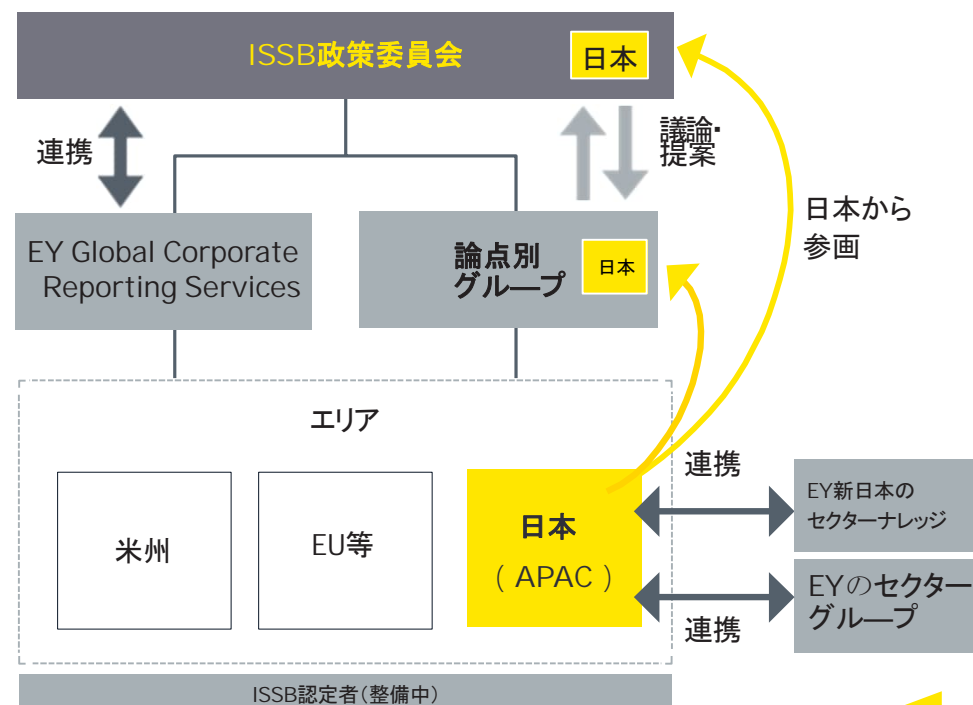 ISSB政策委員会
日本
連携
議論・
提案
日本から
参画
EY Global Corporate
Reporting Services
論点別
グループ
日本
エリア
米州
EU等
日本
（APAC）
連携
連携
EY新日本の
セクターナレッジ
EYのセクター
グループ
ISSB認定者（整備中）